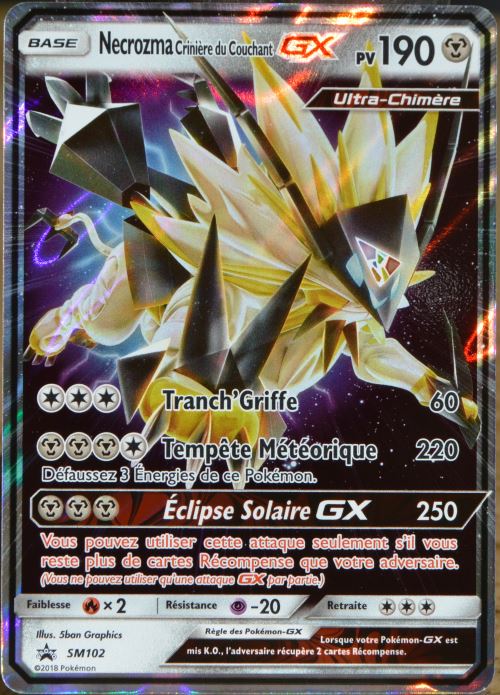 BASE Necrozma Crinière du Couchant GX PV 190
Ultra-Chimère
Tranch'Griffe 60
Tempête Météorique 220
Défaussez 3 Énergies de ce Pokémon.
Éclipse Solaire GX 250
Vous pouvez utiliser cette attaque seulement s'il vous
reste plus de cartes Récompense que votre adversaire.
(Vous ne pouvez utiliser qu'une attaque GX par partie.)
Faiblesse × 2 Résistance -20 Retraite
Illus. 5ban Graphics
SM102
©2018 Pokémon
Règle des Pokémon-GX
Lorsque votre Pokémon-GX est
mis K.O., l'adversaire récupère 2 cartes Récompense.